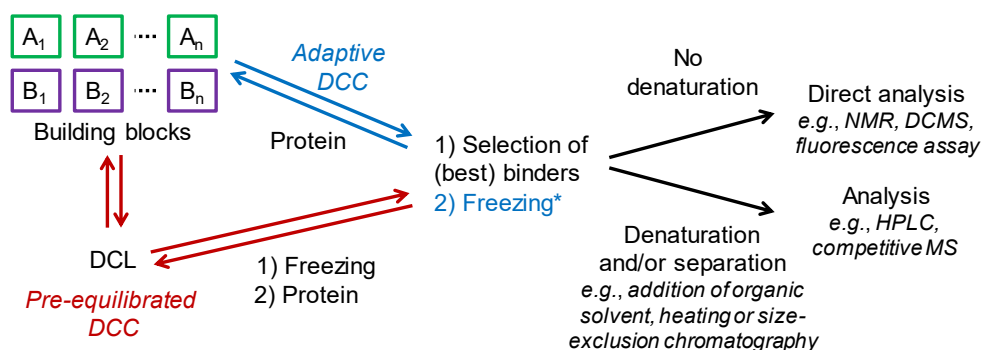 A1 A2 ···· An
B1 B2 ···· Bn
Building blocks
Adaptive
DCC
Protein
DCL
Pre-equilibrated
DCC
1) Freezing
2) Protein
1) Selection of
(best) binders
2) Freezing*
No
denaturation
Direct analysis
e.g., NMR, DCMS,
fluorescence assay
Analysis
e.g., HPLC,
competitive MS
Denaturation
and/or separation
e.g., addition of organic
solvent, heating or size-
exclusion chromatography